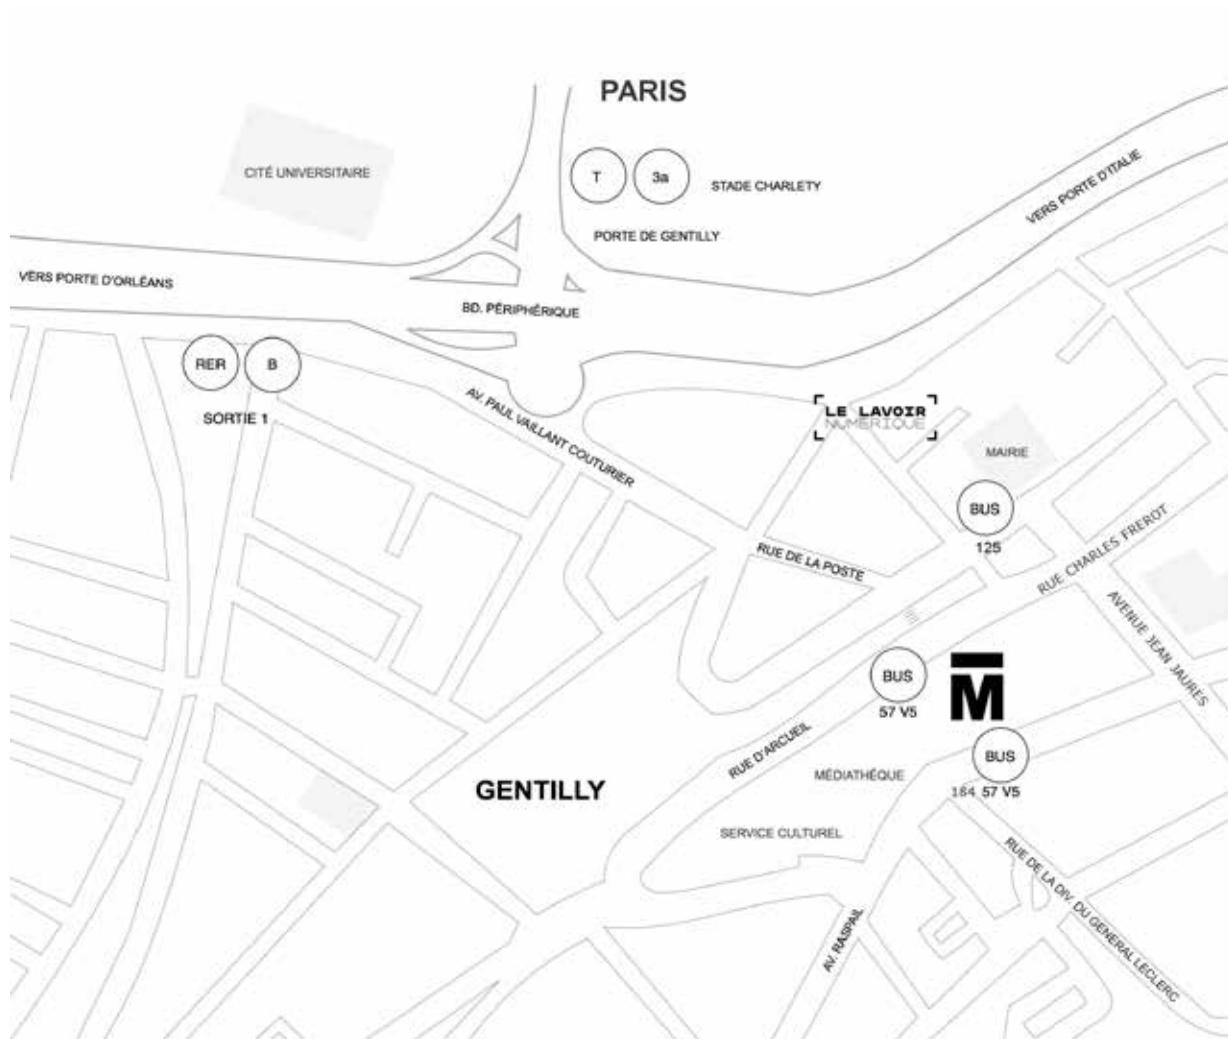 PARIS
T
3a
CITÉ UNIVERSITAIRE
STADE CHARLETY
VERS PORTE D'ITALIE
PORTE DE GENTILLY
VERS PORTE D'ORLÉANS
BD. PÉRIPHÉRIQUE
RER
B
SORTIE 1
AV. PAUL VAILLANT COUTURIER
LE LAVOIR
NUMÉRIQUE
MAIRIE
BUS
125
RUE DE LA POSTE
RUE CHARLES FREROT
AVENUE JEAN JAURES
BUS
57 V5
M
RUE D'ARCUEIL
BUS
184 57 V5
MÉDIATHÉQUE
GENTILLY
SERVICE CULTUREL
RUE DE LA DIV. DU GENERAL LECLERC
AV. RASPAIL